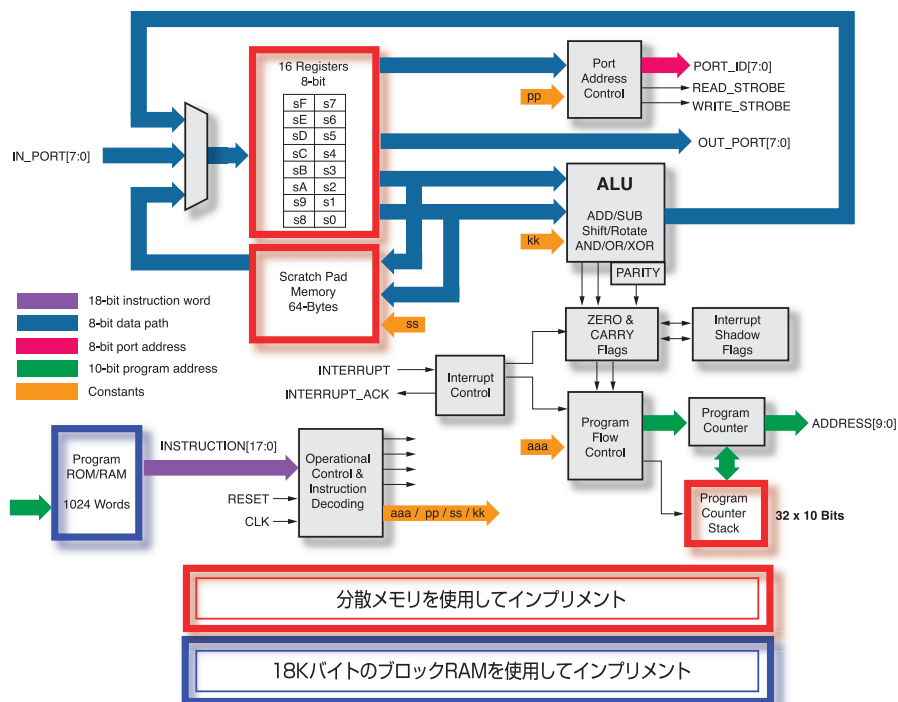 16 Registers
8-bit
sF s7
sE s6
sD s5
sC s4
sB s3
sA s2
s9 s1
s8 s0
IN_PORT[7:0]
Port
Address
Control
pp
PORT_ID[7:0]
READ_STROBE
WRITE_STROBE
OUT_PORT[7:0]
ALU
ADD/SUB
Shift/Rotate
AND/OR/XOR
kk
PARITY
Scratch Pad
Memory
64-Bytes
ss
18-bit instruction word
8-bit data path
8-bit port address
10-bit program address
Constants
ZERO &
CARRY
Flags
Interrupt
Shadow
Flags
INTERRUPT
INTERRUPT_ACK
Interrupt
Control
Program
Flow
Control
aaa
Program
Counter
ADDRESS[9:0]
Program
Counter
Stack
32 x 10 Bits
Program
ROM/RAM
1024 Words
INSTRUCTION[17:0]
RESET
CLK
Operational
Control &
Instruction
Decoding
aaa / pp / ss / kk
分散メモリを使用してインプリメント
18KバイトのブロックRAMを使用してインプリメント